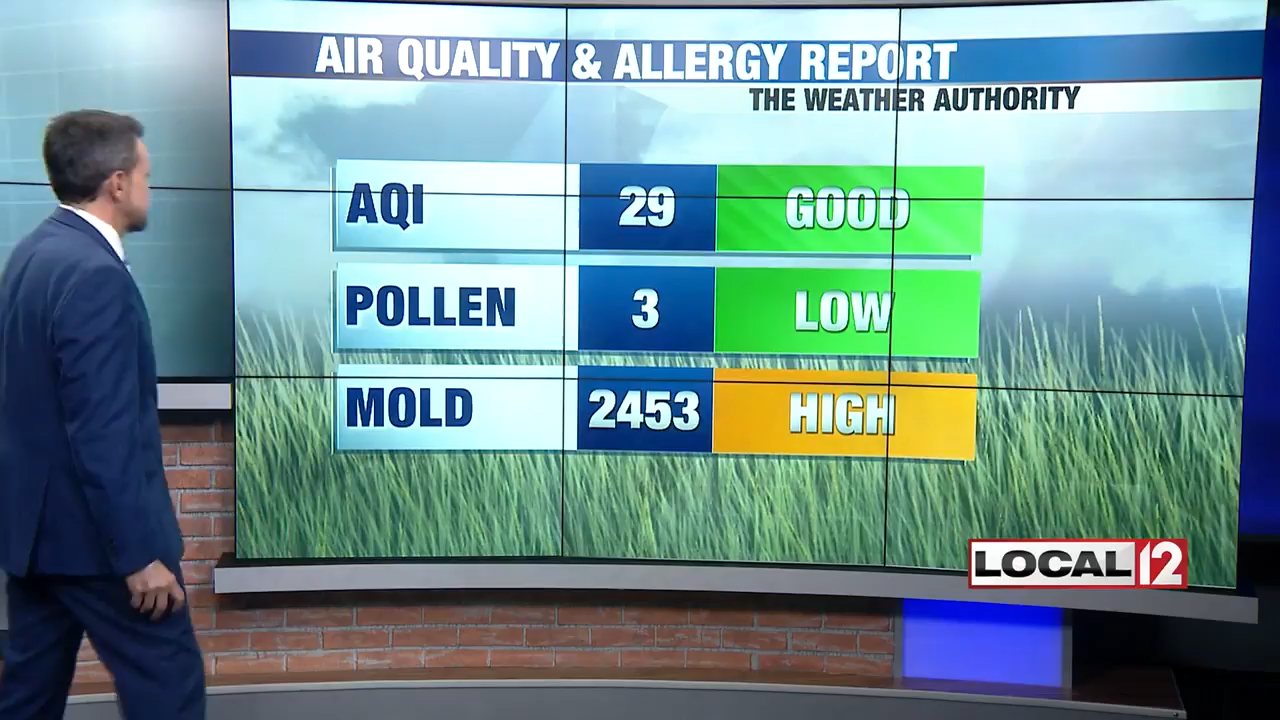 AIR QUALITY & ALLERGY REPORT
THE WEATHER AUTHORITY
AQI 29 GOOD
POLLEN 3 LOW
MOLD 2453 HIGH
LOCAL 12